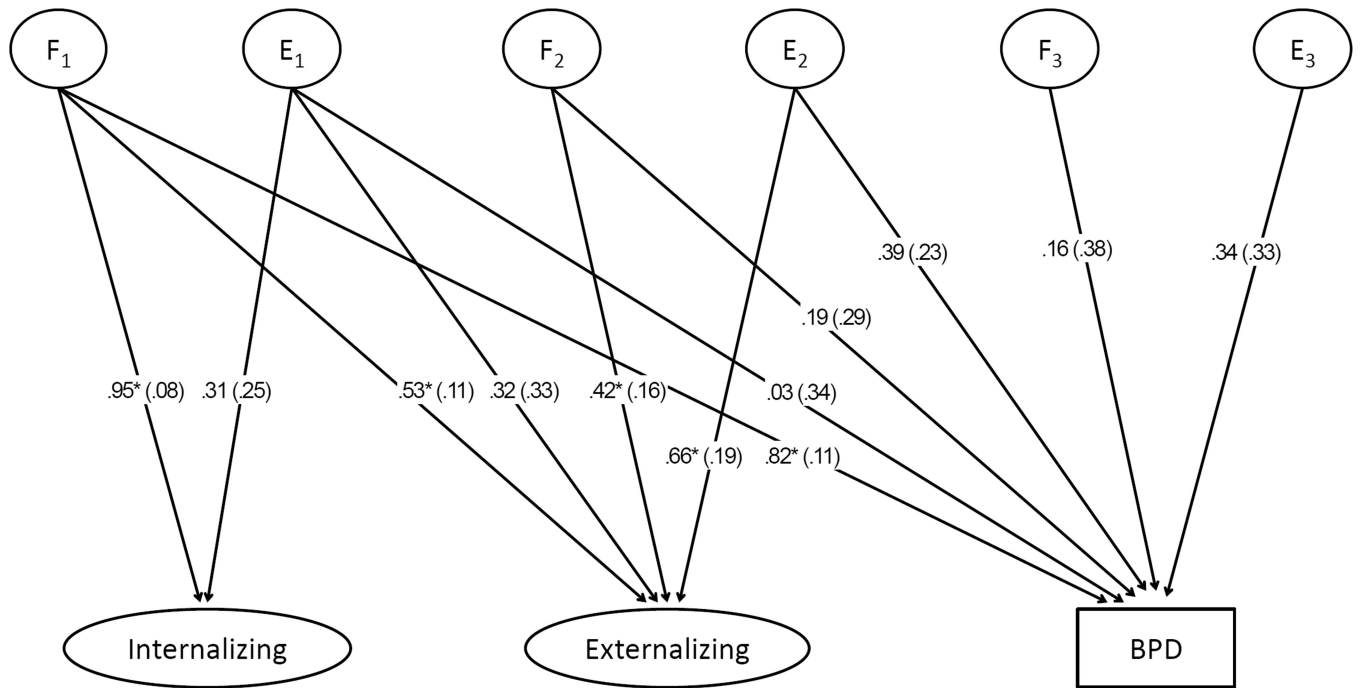 F1 E1 F2 E2 F3 E3
.39 (.23) .16 (.38) .34 (.33)
.19 (.29)
.95* (.08) .31 (.25) .53* (.11) .32 (.33) .42* (.16) .03 (.34)
.66* (.19) .82* (.11)
Internalizing Externalizing BPD